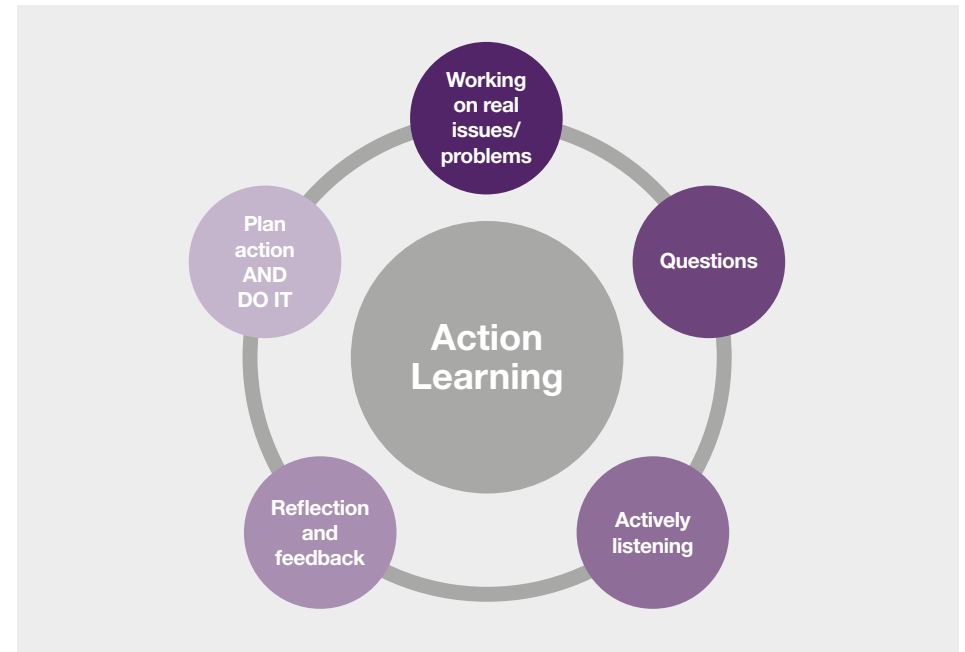 Working
on real
issues/
problems
Questions
Actively
listening
Reflection
and
feedback
Plan
action
AND
DO IT
Action
Learning